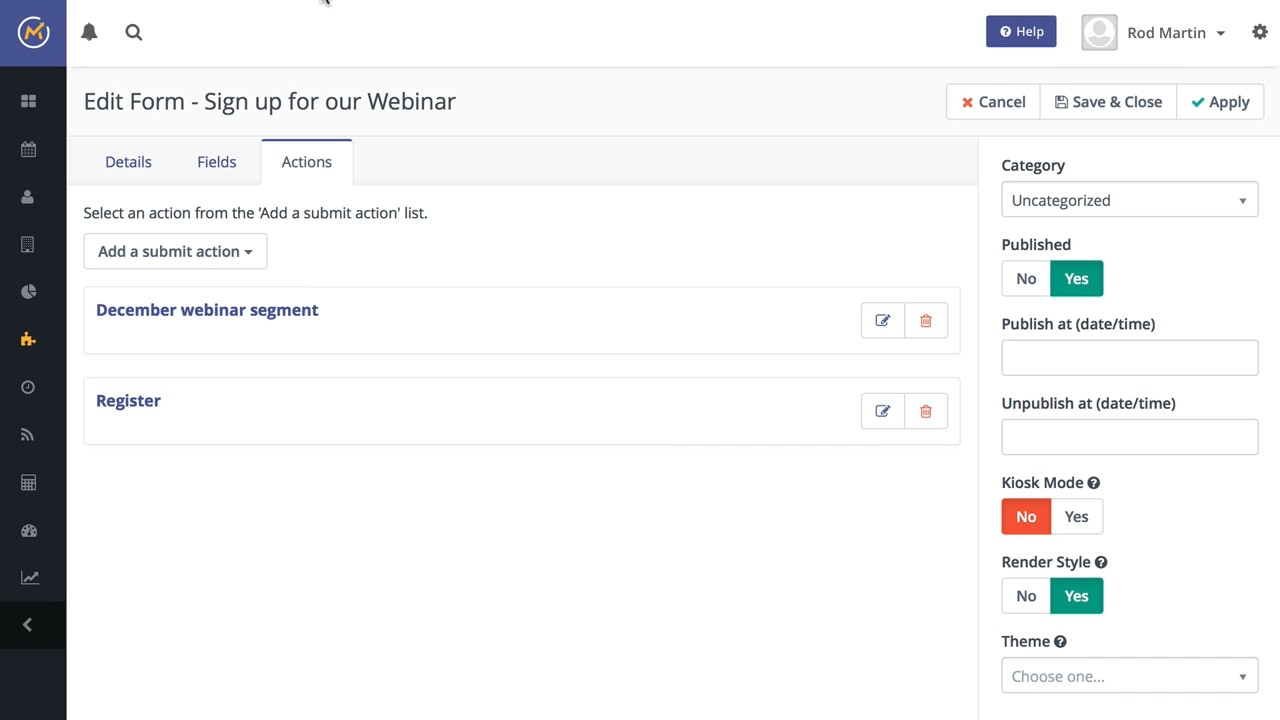 Help
Rod Martin
Edit Form - Sign up for our Webinar
Cancel
Save & Close
Apply
Details
Fields
Actions
Select an action from the 'Add a submit action' list.
Add a submit action
December webinar segment
Register
Category
Uncategorized
Published
No
Yes
Publish at (date/time)
Unpublish at (date/time)
Kiosk Mode
No
Yes
Render Style
No
Yes
Theme
Choose one...